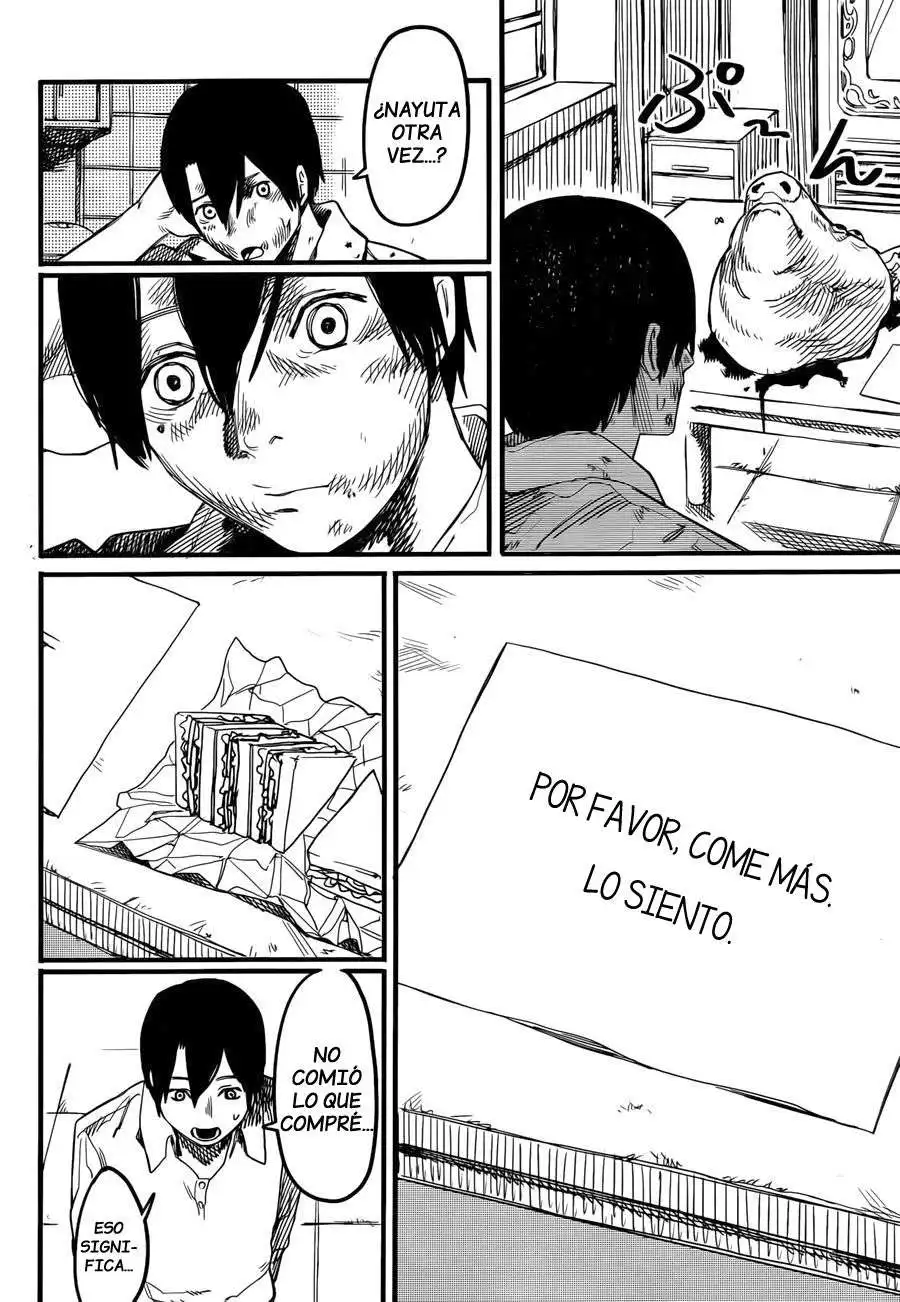 ぷ～ん
¿NAYUTA
OTRA
VEZ...?
POR FAVOR, COME MÁS.
LO SIENTO.
NO
COMIÓ
LO QUE
COMPRÉ...
ESO
SIGNI-
FICA...